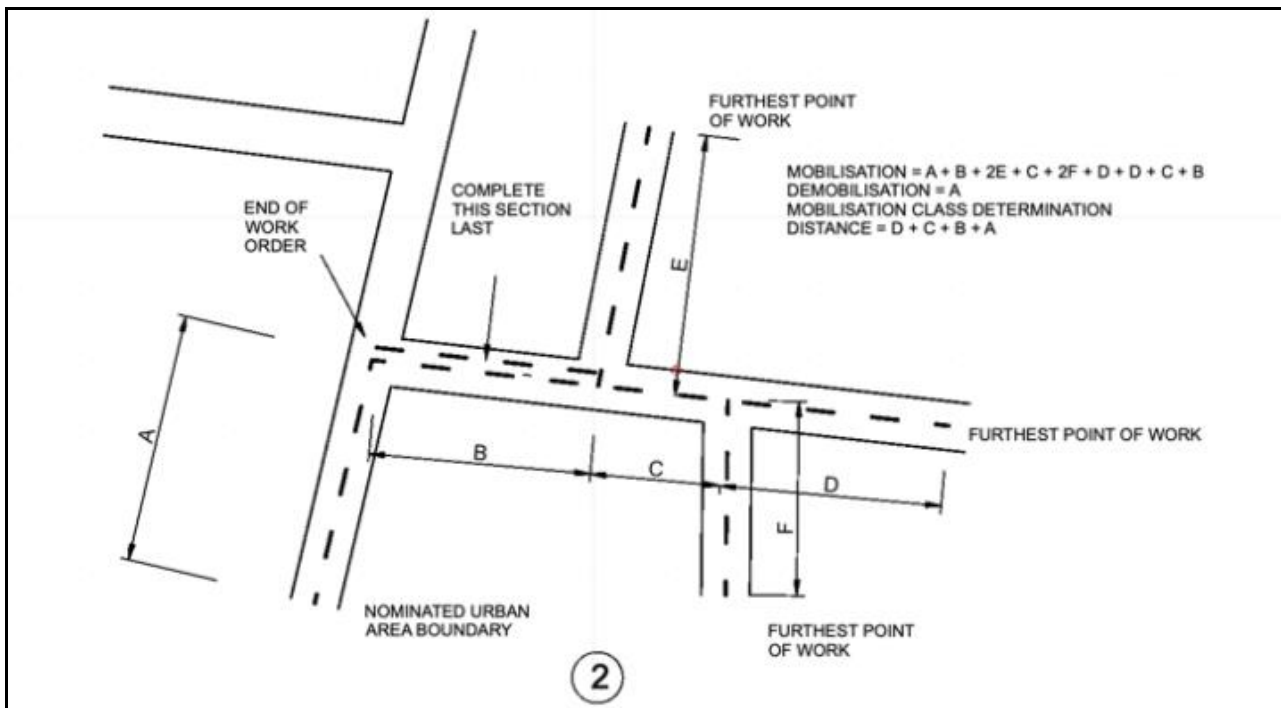 FURTHEST POINT
OF WORK
MOBILISATION = A + B + 2E + C + 2F + D + D + C + B
DEMOBILISATION = A
MOBILISATION CLASS DETERMINATION
DISTANCE = D + C + B + A
COMPLETE
THIS SECTION
LAST
END OF
WORK
ORDER
E
A
B
C
D
F
FURTHEST POINT OF WORK
NOMINATED URBAN
AREA BOUNDARY
FURTHEST POINT
OF WORK
2